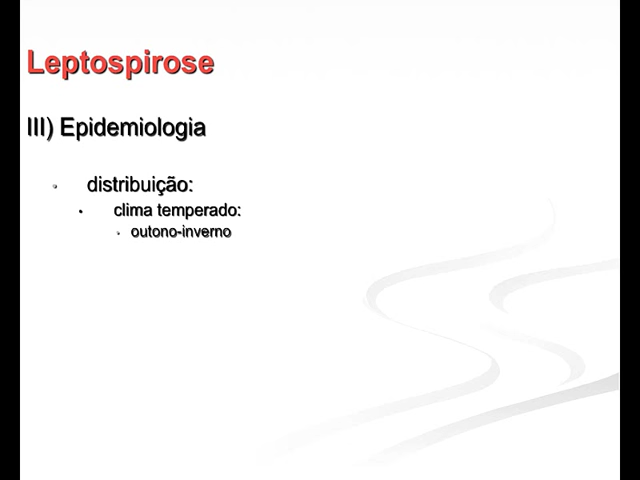 Leptospirose
III) Epidemiologia
• distribuição:
• clima temperado:
• outono-inverno